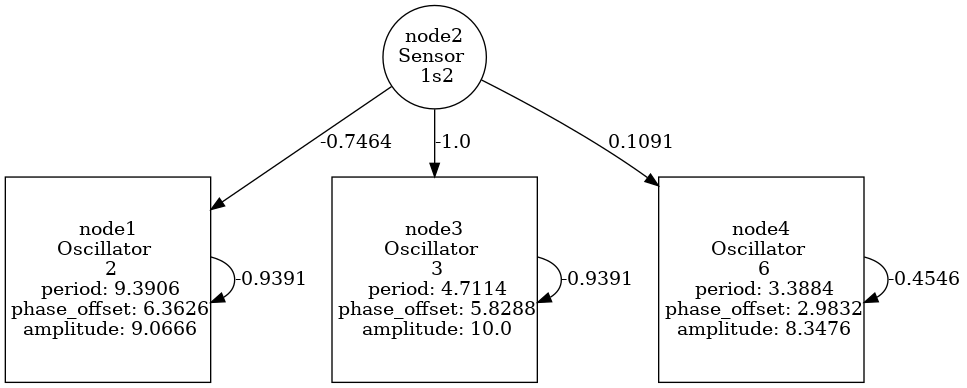 node2
Sensor
1s2
-0.7464
-1.0
0.1091
node1
Oscillator
2
period: 9.3906
phase_offset: 6.3626
amplitude: 9.0666
-0.9391
node3
Oscillator
3
period: 4.7114
phase_offset: 5.8288
amplitude: 10.0
-0.9391
node4
Oscillator
6
period: 3.3884
phase_offset: 2.9832
amplitude: 8.3476
-0.4546